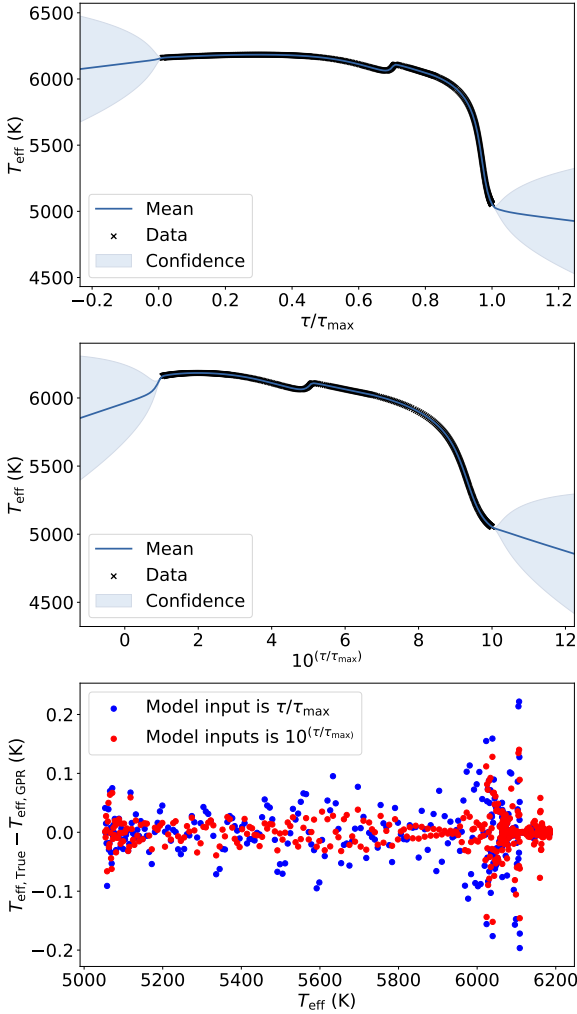 6500
6000
5500
5000
4500
T_eff (K)
Mean
Data
Confidence
−0.2 0.0 0.2 0.4 0.6 0.8 1.0 1.2
τ/τ_max
6000
5500
5000
4500
T_eff (K)
Mean
Data
Confidence
0 2 4 6 8 10 12
10^(τ/τ_max)
0.2
0.1
0.0
−0.1
−0.2
T_eff, True − T_eff, GPR (K)
Model input is τ/τ_max
Model inputs is 10^(τ/τ_max)
5000 5200 5400 5600 5800 6000 6200
T_eff (K)